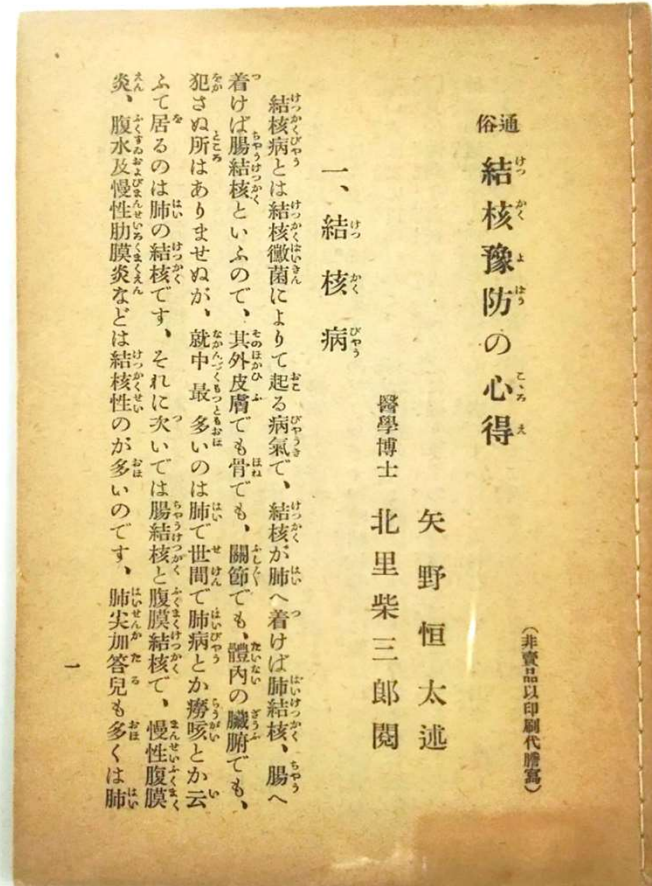 (非賣品以印刷代謄寫)
通俗 結核豫防の心得
矢野恒太述
醫學博士 北里柴三郎閱
一、結核病
結核病とは結核黴菌によりて起る病氣で、結核が肺へ着けば肺結核、腸へ
着けば腸結核といふので、其外皮膚でも骨でも、關節でも、體內の臟腑でも、
犯さぬ所はありませぬが、就中最多いのは肺で世間で肺病とか癆咳とか云
ふて居るのは肺の結核です、それに次いでは腸結核と腹膜結核で、慢性腹膜
炎、腹水及慢性肋膜炎などは結核性のが多いのです、肺尖加答兒も多くは肺
一